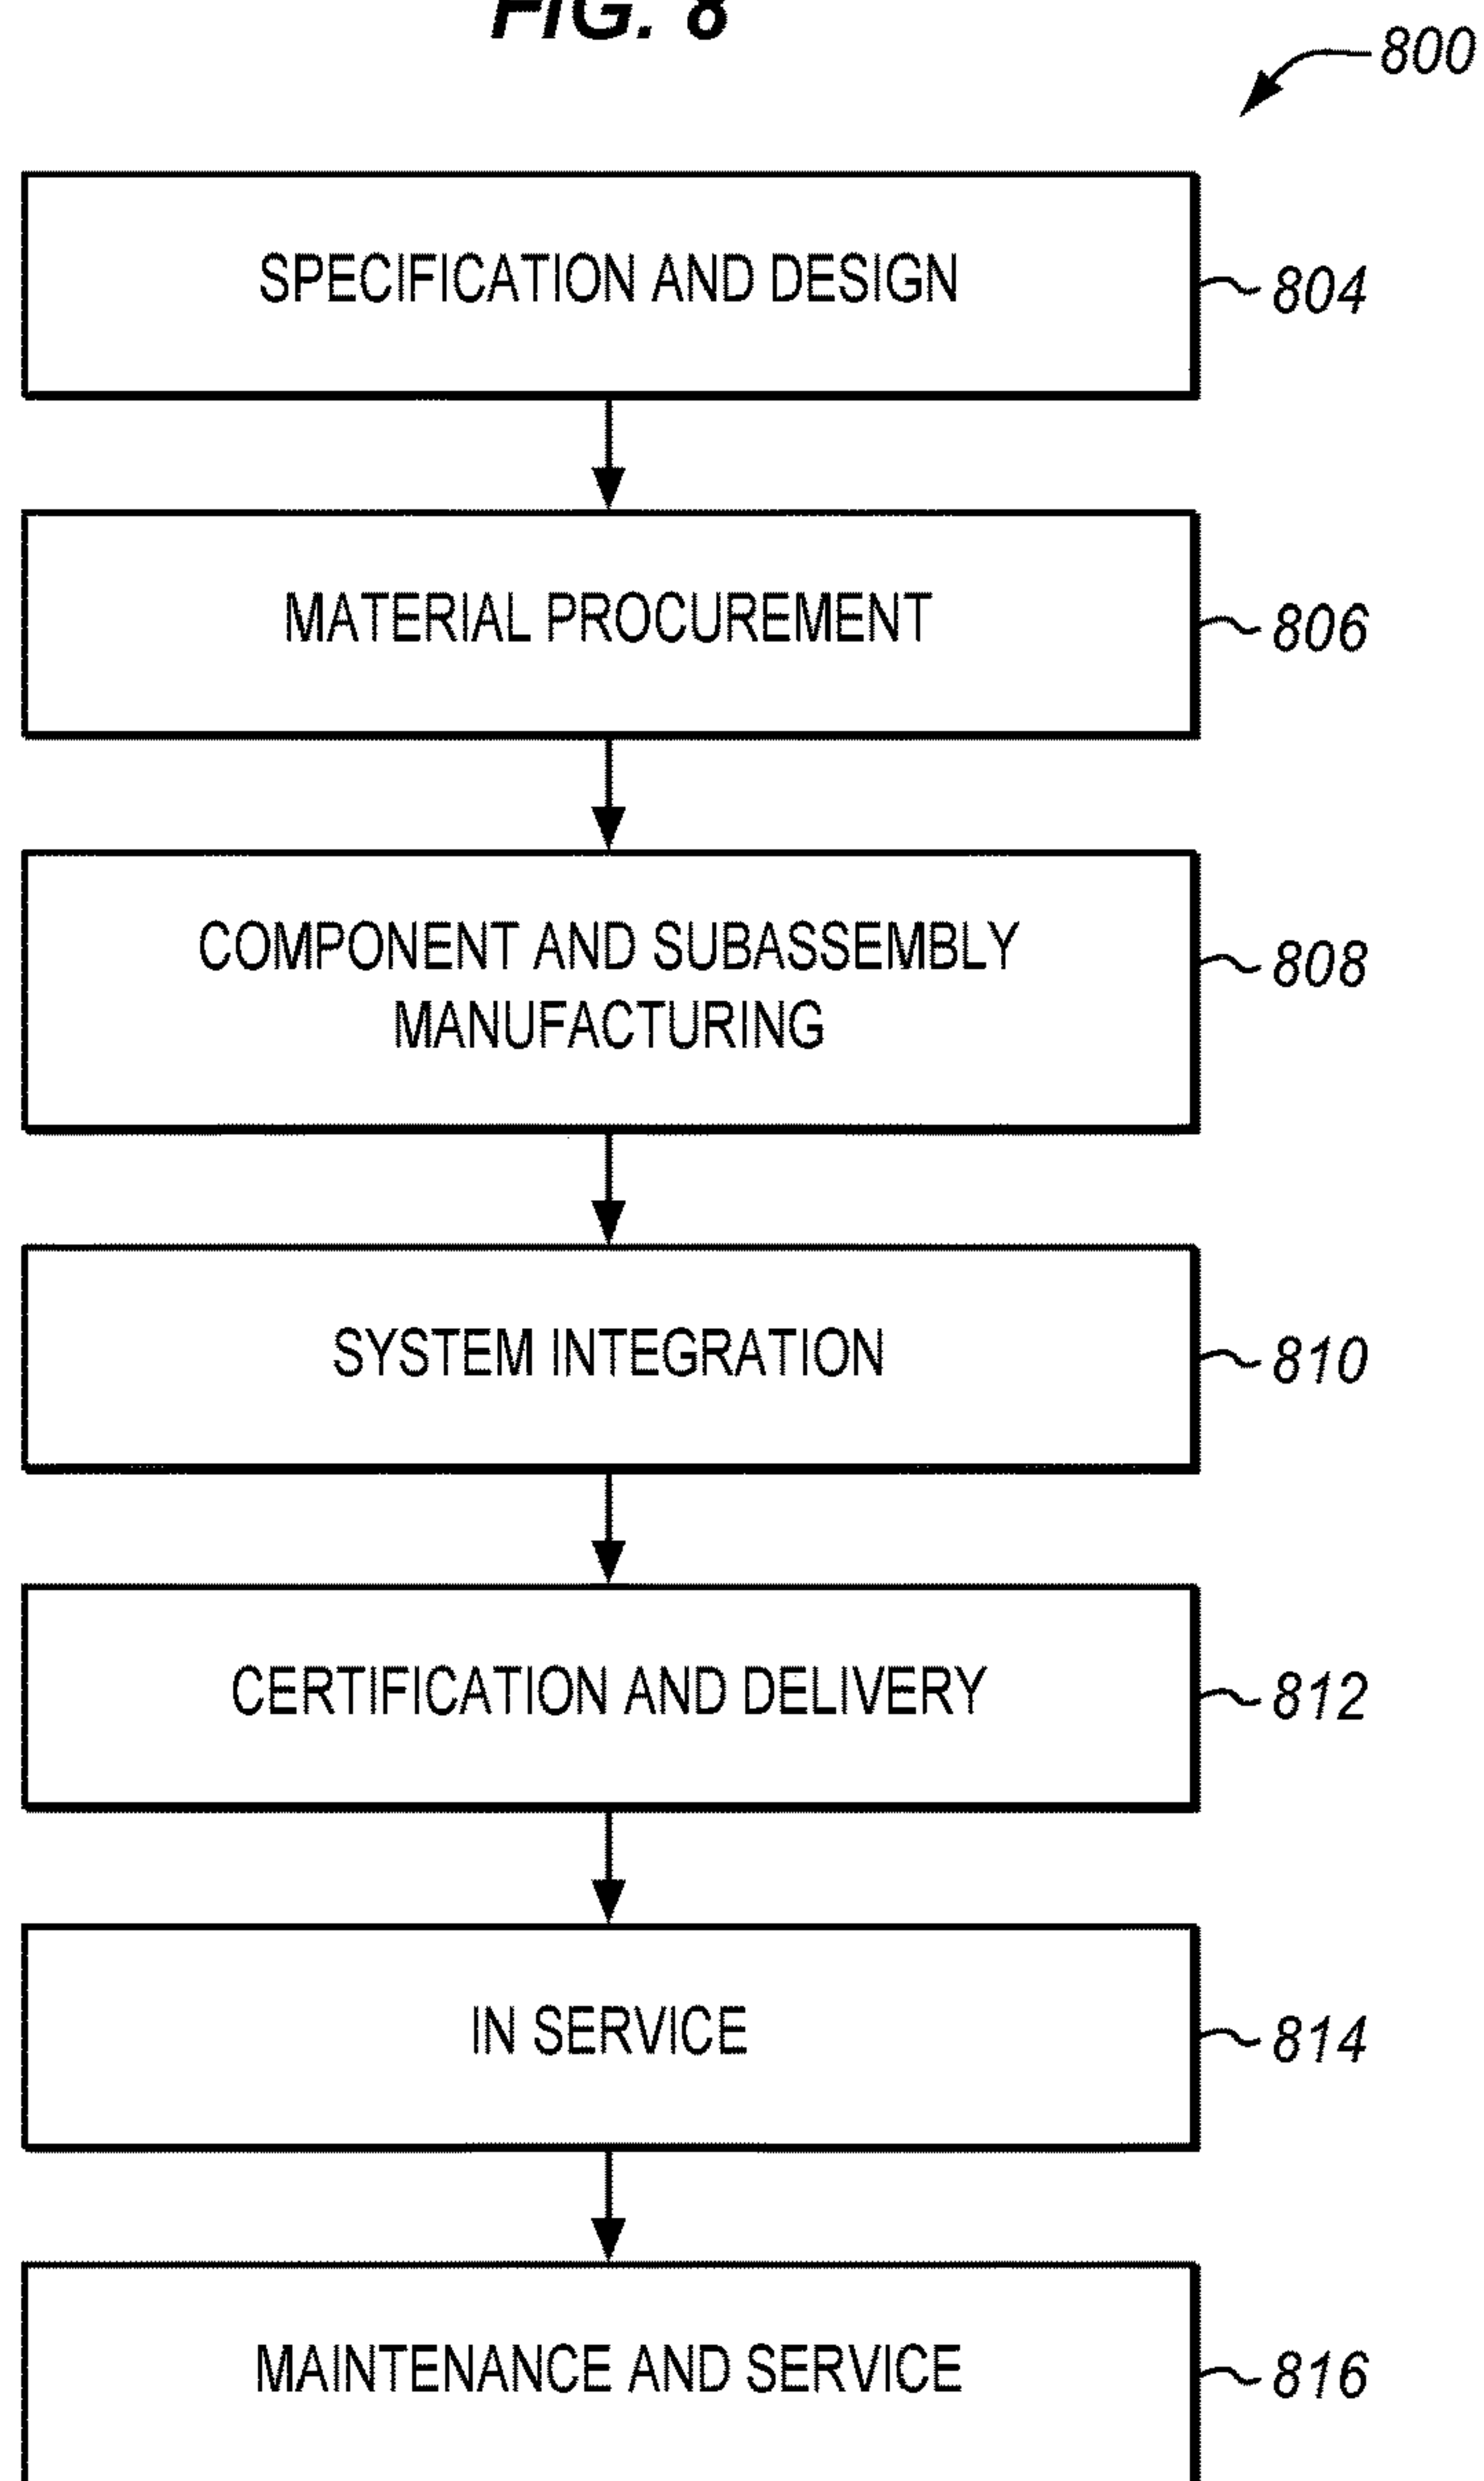 FIG. 8
800
SPECIFICATION AND DESIGN
804
MATERIAL PROCUREMENT
806
COMPONENT AND SUBASSEMBLY
MANUFACTURING
808
SYSTEM INTEGRATION
810
CERTIFICATION AND DELIVERY
812
IN SERVICE
814
MAINTENANCE AND SERVICE
816